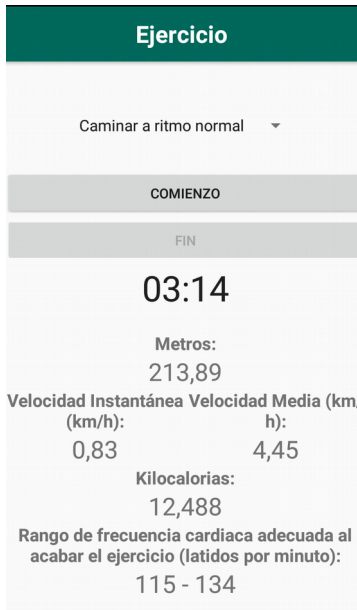 Ejercicio
Caminar a ritmo normal
COMIENZO
FIN
03:14
Metros:
213,89
Velocidad Instantánea Velocidad Media (km/
(km/h): h):
0,83 4,45
Kilocalorias:
12,488
Rango de frecuencia cardiaca adecuada al
acabar el ejercicio (latidos por minuto):
115 - 134